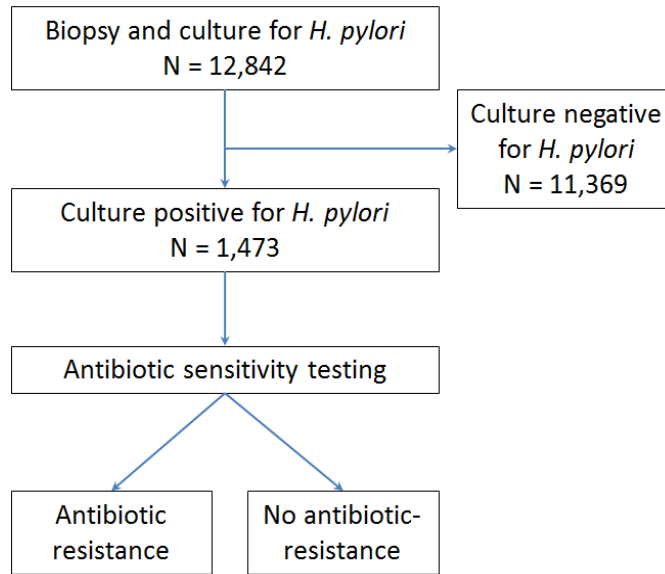 Biopsy and culture for H. pylori
N = 12,842
Culture negative
for H. pylori
N = 11,369
Culture positive for H. pylori
N = 1,473
Antibiotic sensitivity testing
Antibiotic
resistance
No antibiotic-
resistance